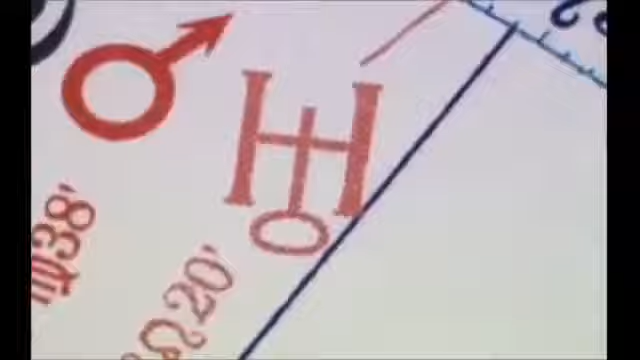 ♂ ♅
♍38'
♌20'